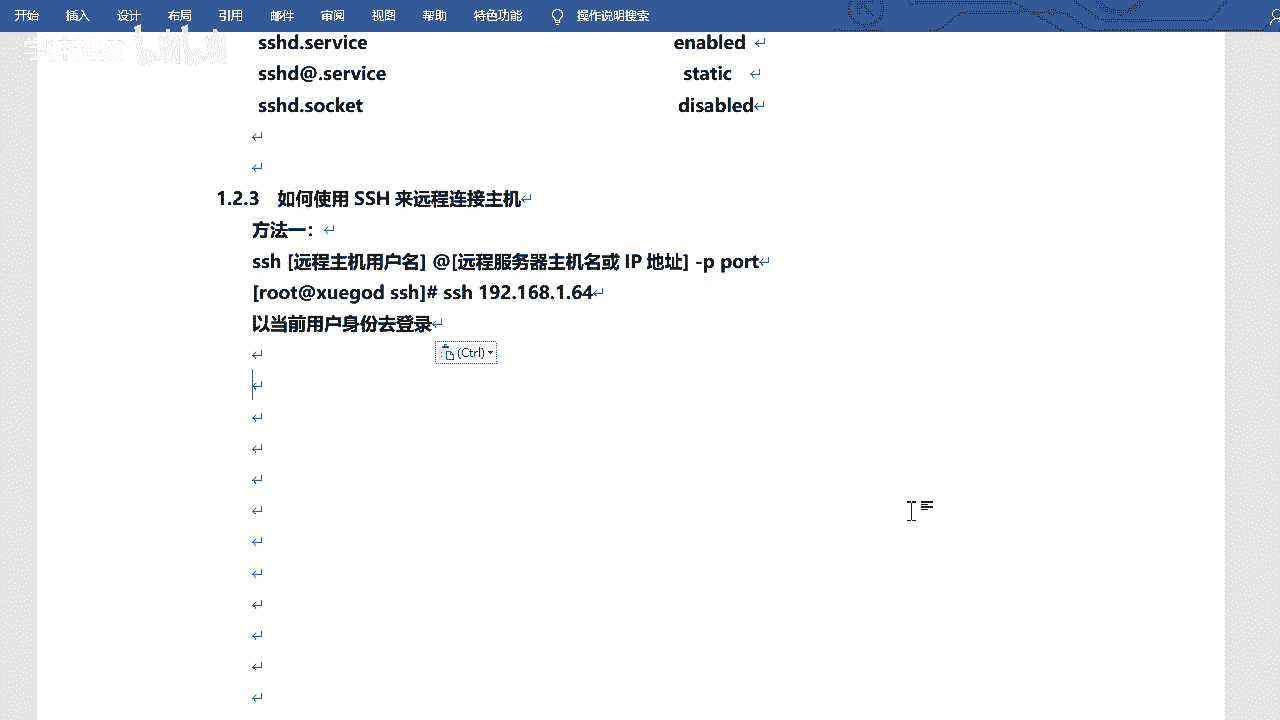 开始 插入 设计 布局 引用 邮件 审阅 视图 帮助 特色功能 操作说明搜索
bilibili
sshd.service enabled
sshd@.service static
sshd.socket disabled
1.2.3 如何使用 SSH 来远程连接主机
方法一：
ssh [远程主机用户名] @[远程服务器主机名或 IP 地址] -p port
[root@xuegod ssh]# ssh 192.168.1.64
以当前用户身份去登录
(Ctrl)